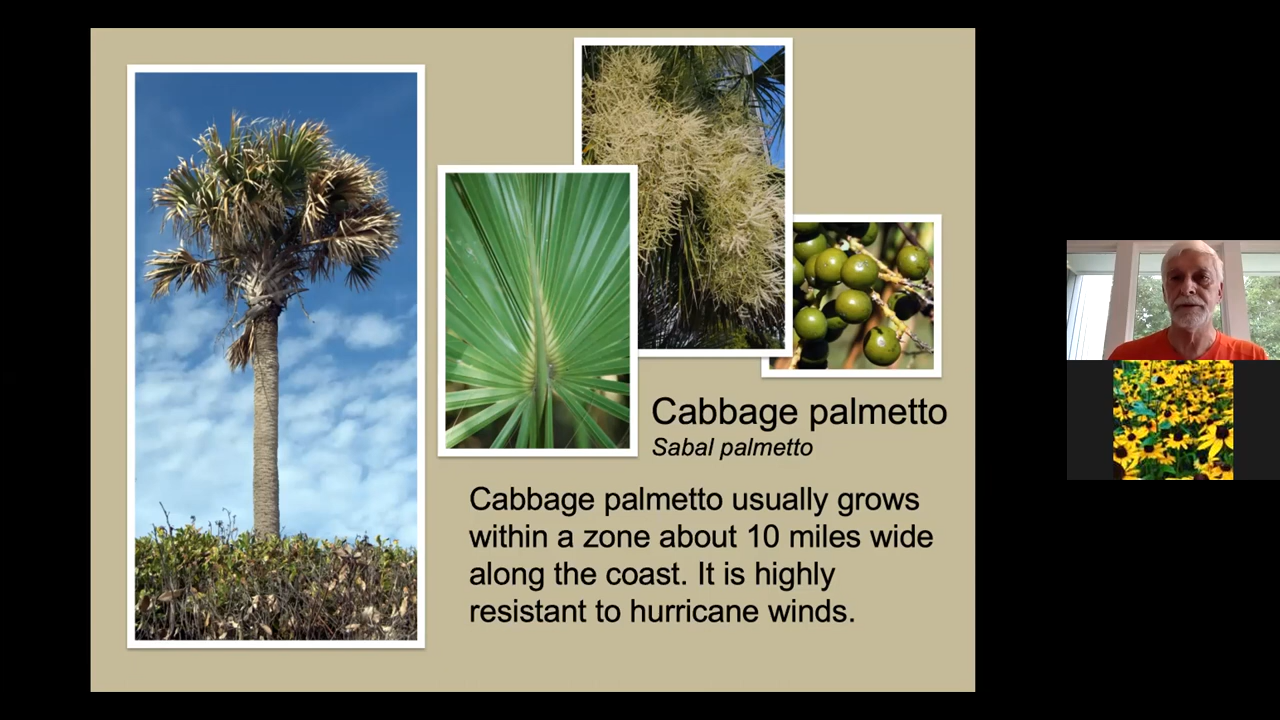 Cabbage palmetto
Sabal palmetto
Cabbage palmetto usually grows
within a zone about 10 miles wide
along the coast. It is highly
resistant to hurricane winds.